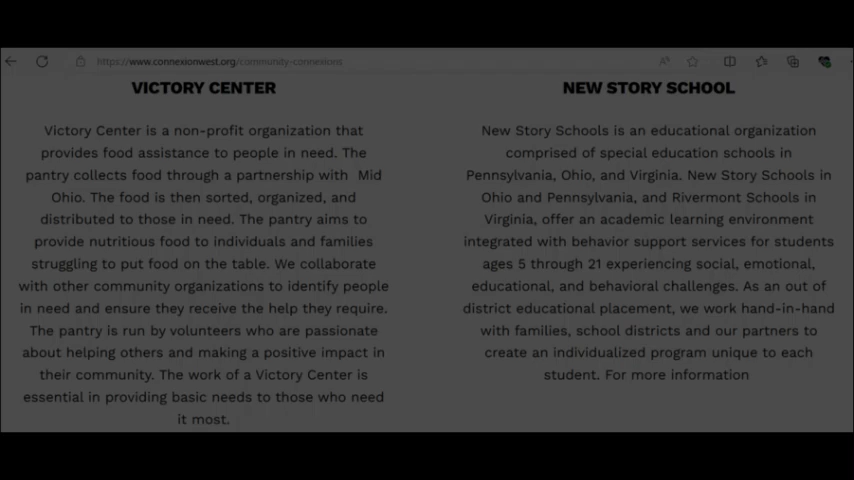 https://www.connexionwest.org/community-connexions
VICTORY CENTER
Victory Center is a non-profit organization that
provides food assistance to people in need. The
pantry collects food through a partnership with  Mid
Ohio. The food is then sorted, organized, and
distributed to those in need. The pantry aims to
provide nutritious food to individuals and families
struggling to put food on the table. We collaborate
with other community organizations to identify people
in need and ensure they receive the help they require.
The pantry is run by volunteers who are passionate
about helping others and making a positive impact in
their community. The work of a Victory Center is
essential in providing basic needs to those who need
it most.
NEW STORY SCHOOL
New Story Schools is an educational organization
comprised of special education schools in
Pennsylvania, Ohio, and Virginia. New Story Schools in
Ohio and Pennsylvania, and Rivermont Schools in
Virginia, offer an academic learning environment
integrated with behavior support services for students
ages 5 through 21 experiencing social, emotional,
educational, and behavioral challenges. As an out of
district educational placement, we work hand-in-hand
with families, school districts and our partners to
create an individualized program unique to each
student. For more information